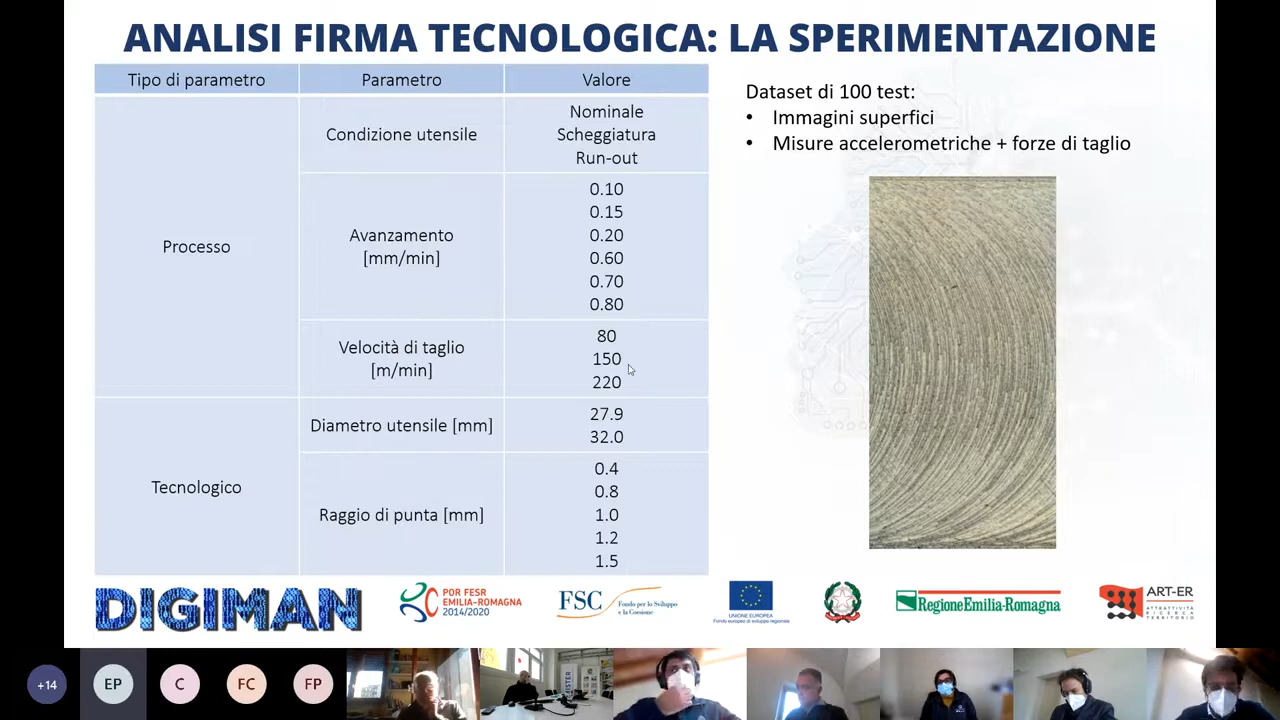 ANALISI FIRMA TECNOLOGICA: LA SPERIMENTAZIONE
Tipo di parametro
Parametro
Valore
Processo
Condizione utensile
Nominale
Scheggiatura
Run-out
Avanzamento
[mm/min]
0.10
0.15
0.20
0.60
0.70
0.80
Velocità di taglio
[m/min]
80
150
220
Tecnologico
Diametro utensile [mm]
27.9
32.0
Raggio di punta [mm]
0.4
0.8
1.0
1.2
1.5
Dataset di 100 test:
• Immagini superfici
• Misure accelerometriche + forze di taglio
DIGIMAN
POR FESR
EMILIA-ROMAGNA
2014/2020
FSC
Fondo per lo Sviluppo
e la Coesione
UNIONE EUROPEA
Fondo europeo di sviluppo regionale
RegioneEmilia-Romagna
ART-ER
ATTRATTIVITÀ
RICERCA
TERRITORIO
+14
EP
C
FC
FP